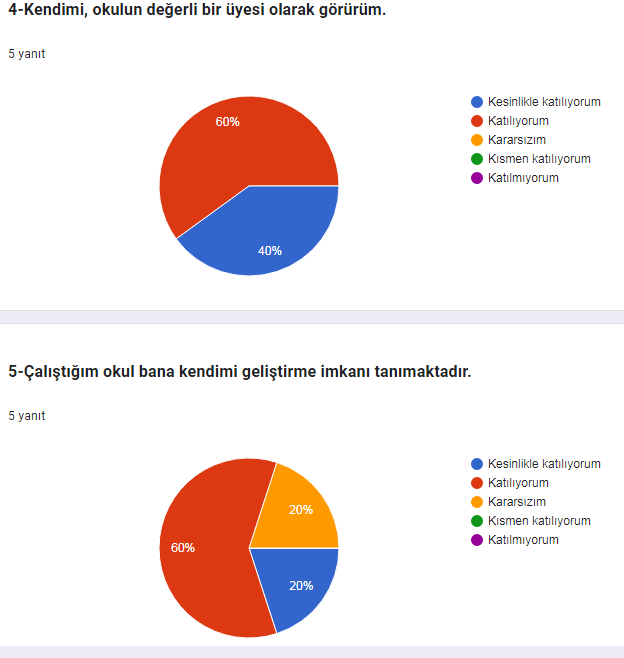 4-Kendimi, okulun değerli bir üyesi olarak görürüm.
5 yanıt
60%
40%
Kesinlikle katılıyorum
Katılıyorum
Kararsızım
Kısmen katılıyorum
Katılmıyorum
5-Çalıştığım okul bana kendimi geliştirme imkanı tanımaktadır.
5 yanıt
20%
60%
20%
Kesinlikle katılıyorum
Katılıyorum
Kararsızım
Kısmen katılıyorum
Katılmıyorum